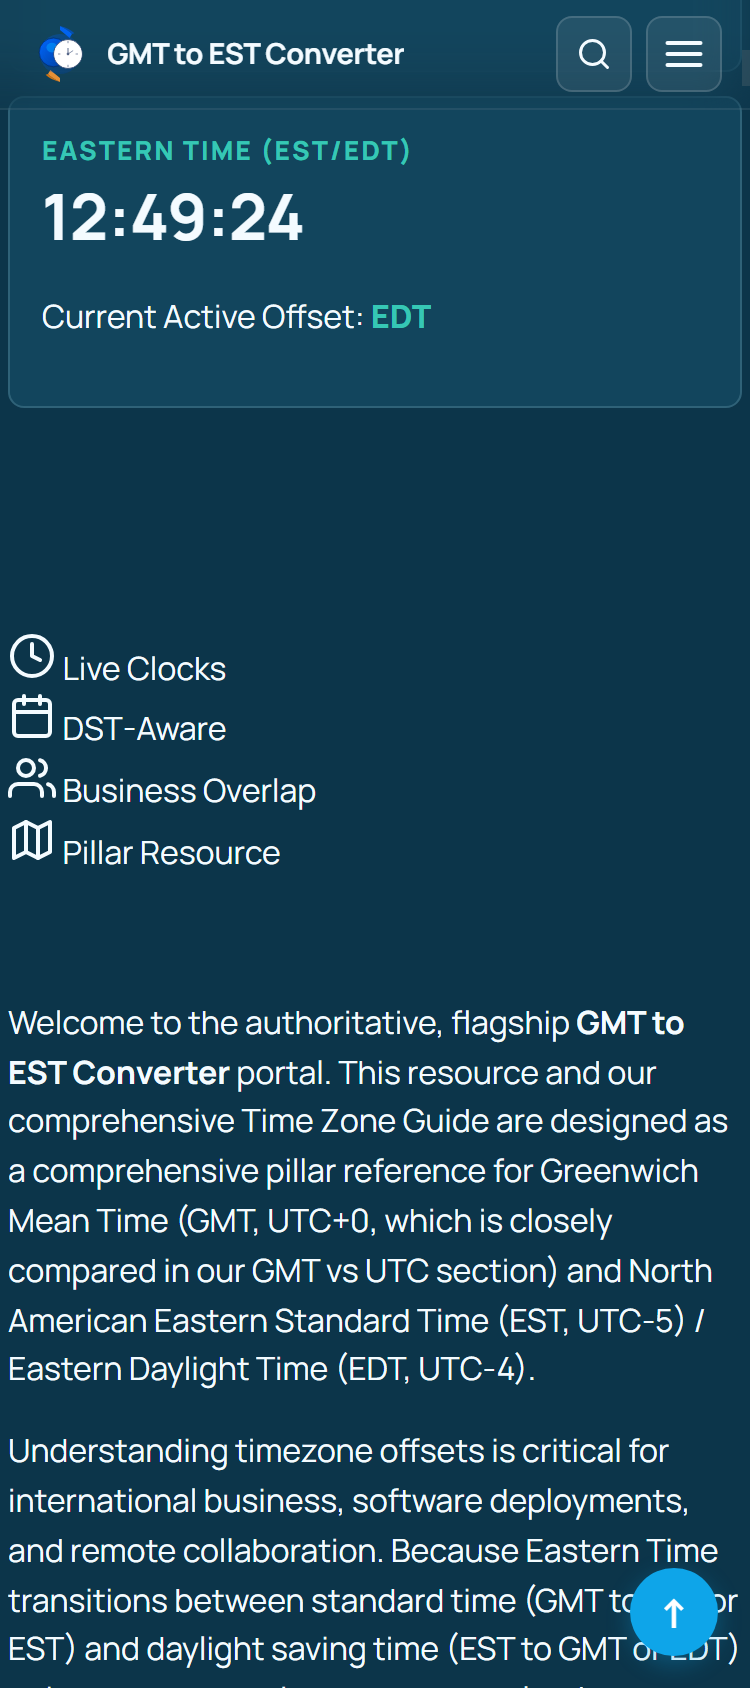 GMT to EST Converter
EASTERN TIME (EST/EDT)
12:49:24
Current Active Offset: EDT
Live Clocks
DST-Aware
Business Overlap
Pillar Resource
Welcome to the authoritative, flagship GMT to
EST Converter portal. This resource and our
comprehensive Time Zone Guide are designed as
a comprehensive pillar reference for Greenwich
Mean Time (GMT, UTC+0, which is closely
compared in our GMT vs UTC section) and North
American Eastern Standard Time (EST, UTC-5) /
Eastern Daylight Time (EDT, UTC-4).
Understanding timezone offsets is critical for
international business, software deployments,
and remote collaboration. Because Eastern Time
transitions between standard time (GMT to
EST) and daylight saving time (EST to GMT or EDT)